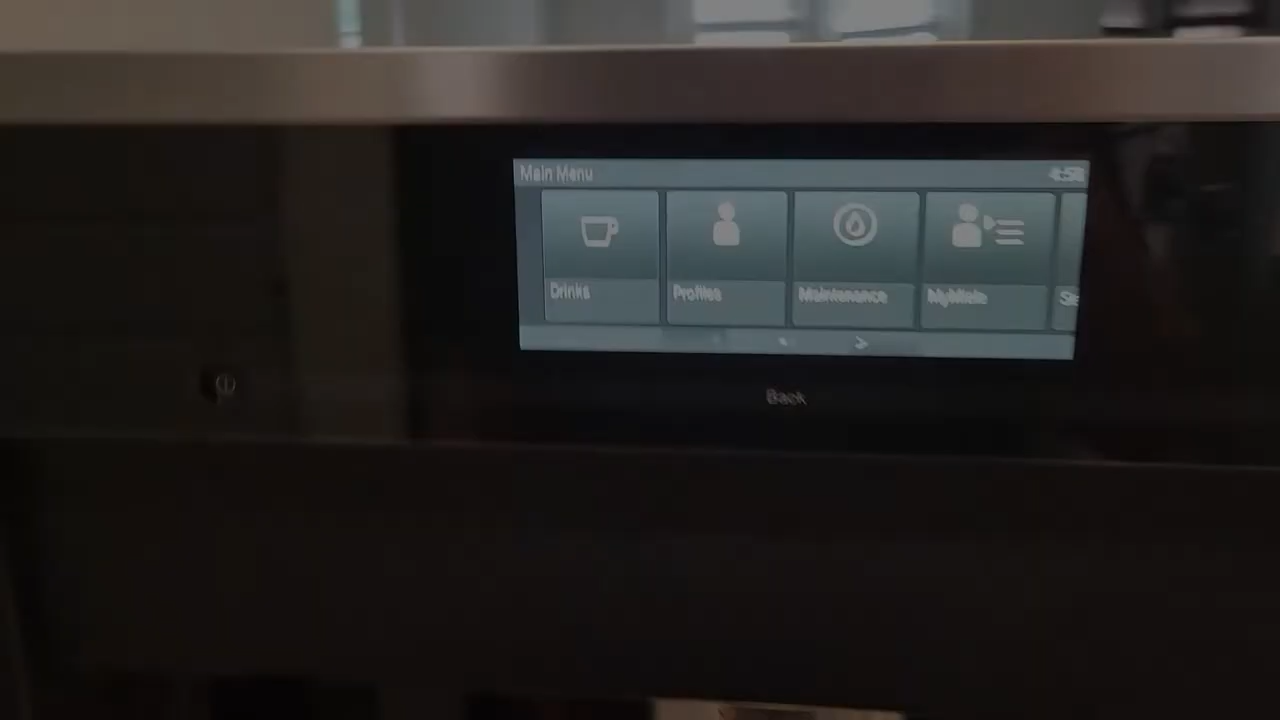 Main Menu
Drinks
Profiles
Maintenance
MyMiele
Back